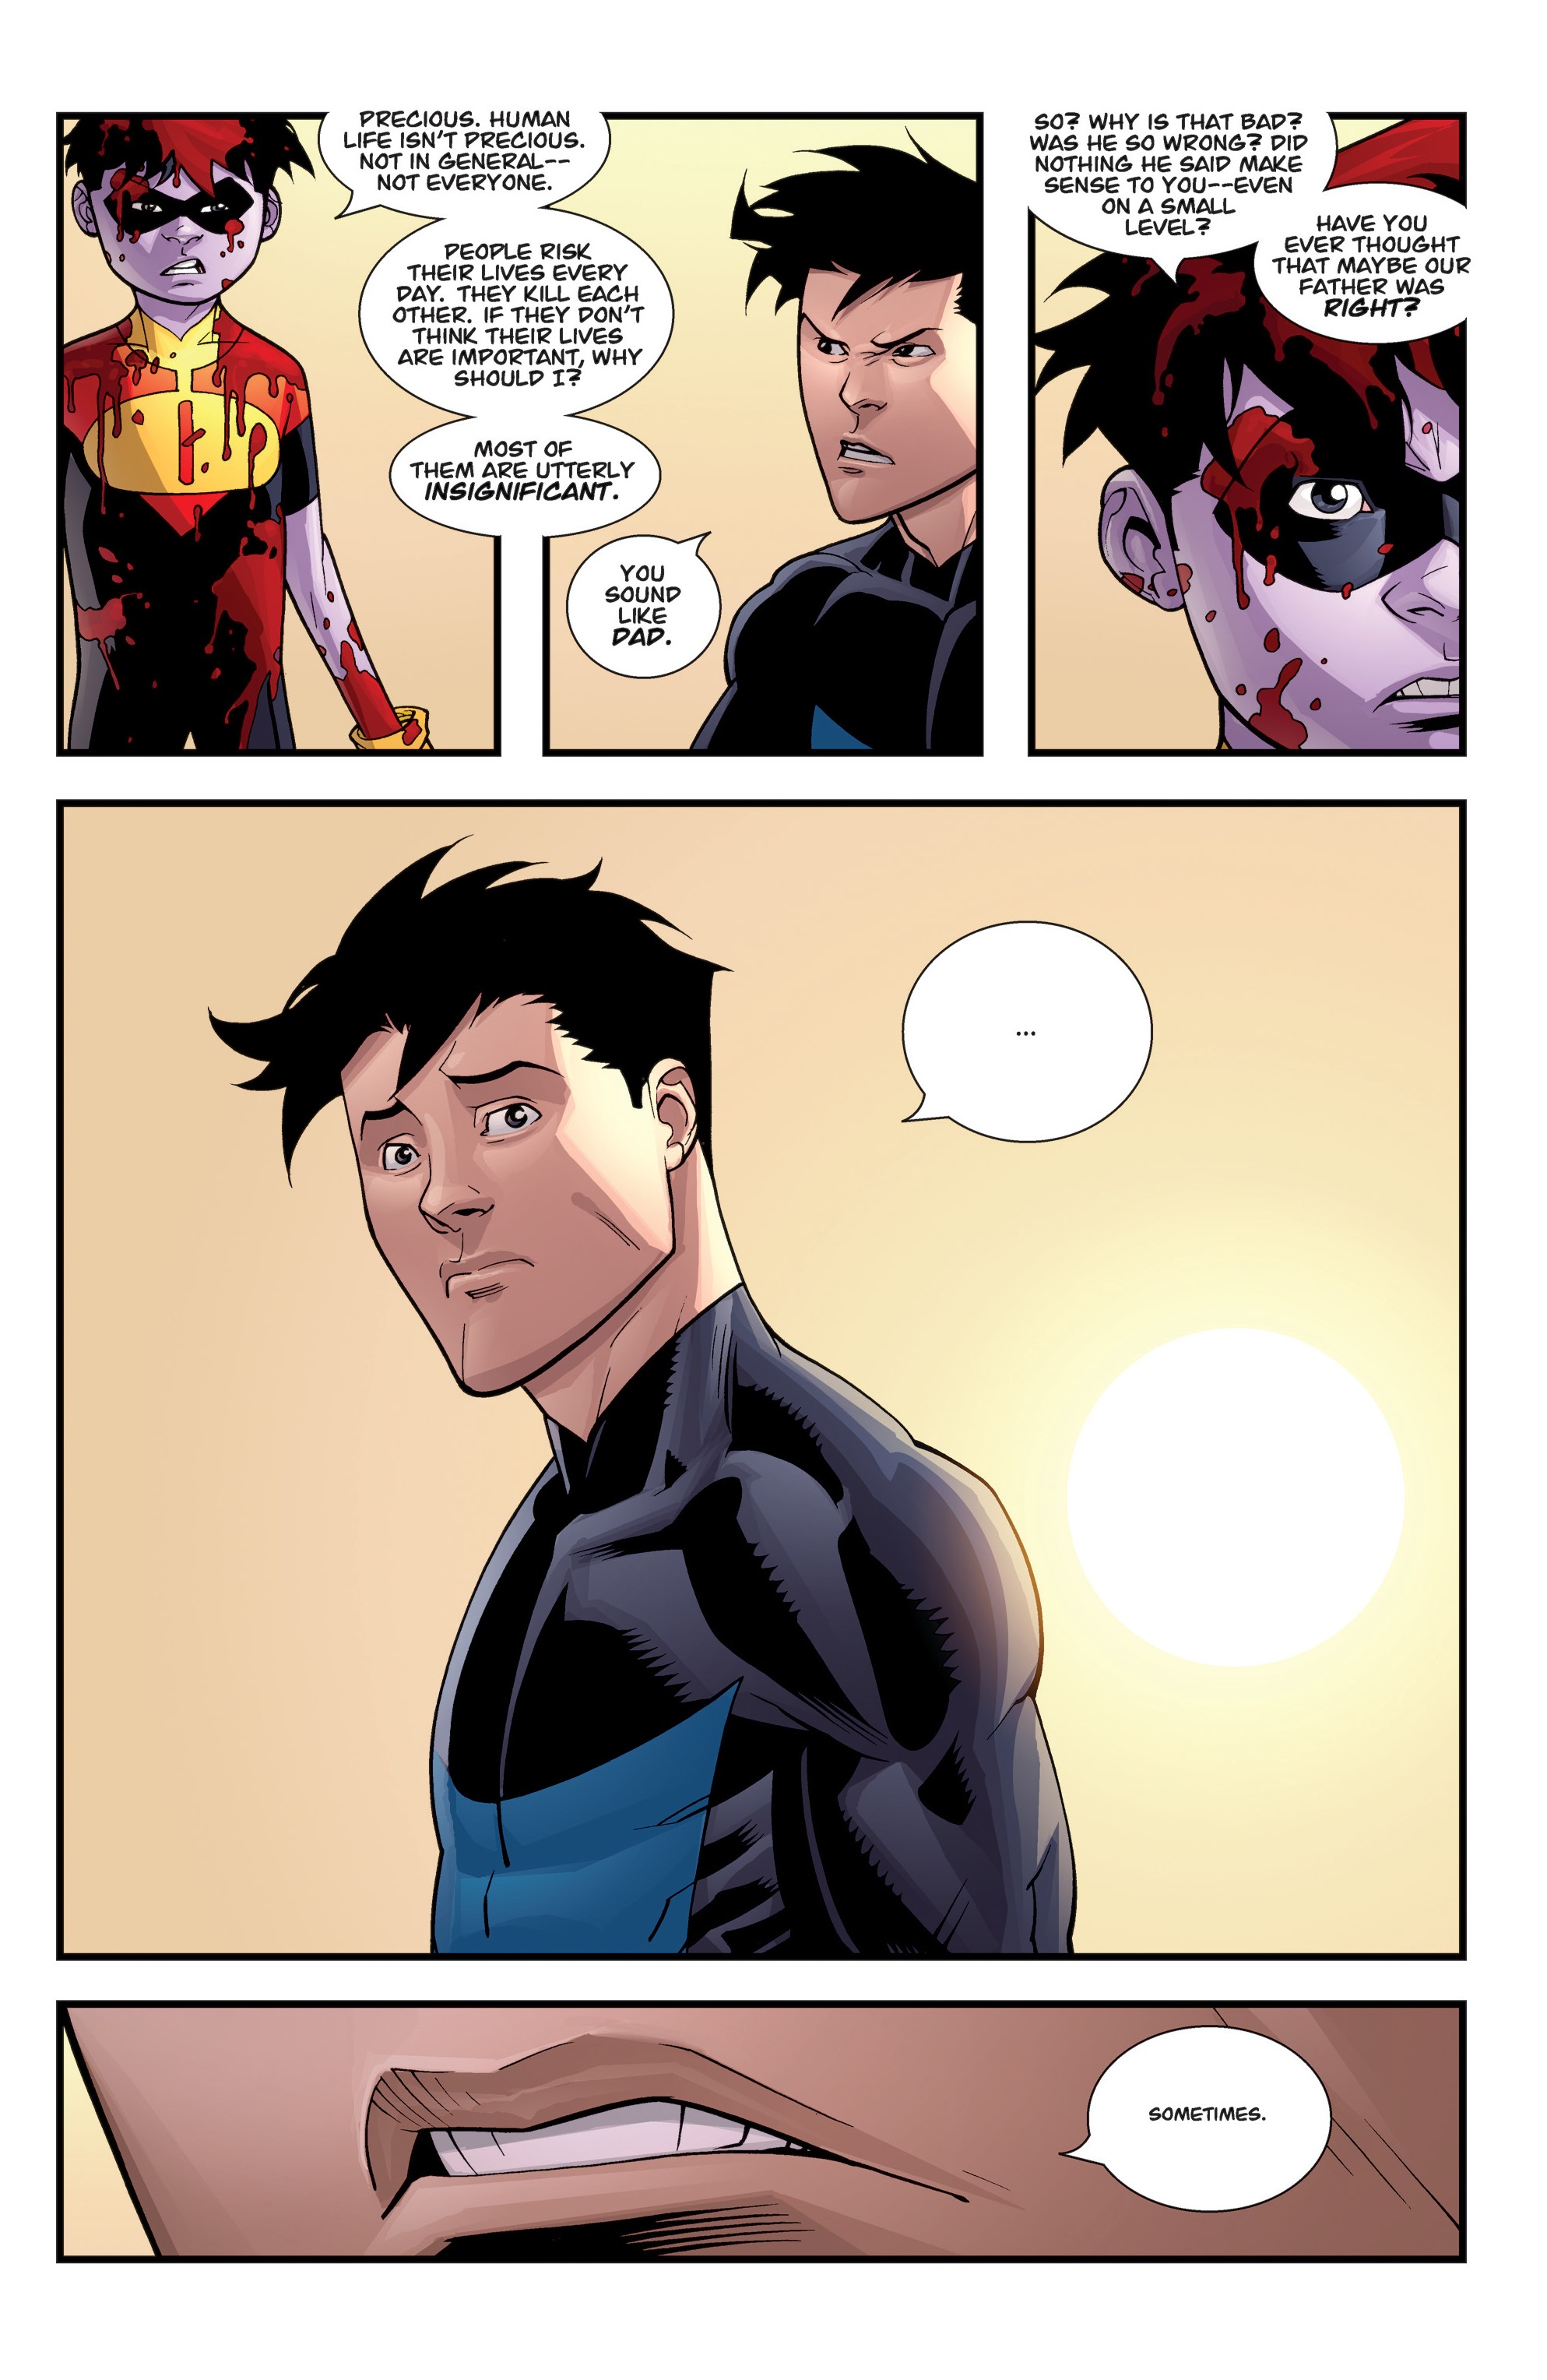 PRECIOUS. HUMAN
LIFE ISN'T PRECIOUS.
NOT IN GENERAL--
NOT EVERYONE.
PEOPLE RISK
THEIR LIVES EVERY
DAY. THEY KILL EACH
OTHER. IF THEY DON'T
THINK THEIR LIVES
ARE IMPORTANT, WHY
SHOULD I?
MOST OF
THEM ARE UTTERLY
INSIGNIFICANT.
YOU
SOUND
LIKE
DAD.
SO? WHY IS THAT BAD?
WAS HE SO WRONG? DID
NOTHING HE SAID MAKE
SENSE TO YOU--EVEN
ON A SMALL
LEVEL?
HAVE YOU
EVER THOUGHT
THAT MAYBE OUR
FATHER WAS
RIGHT?
...
SOMETIMES.